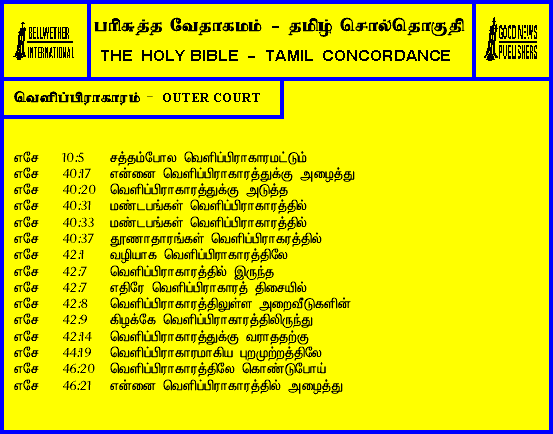 BELLWETHER
INTERNATIONAL
பரிசுத்த வேதாகமம் - தமிழ் சொல்தொகுதி
THE HOLY BIBLE - TAMIL CONCORDANCE
GOOD NEWS
PUBLISHERS
வெளிப்பிராகாரம் - OUTER COURT
எசே 10:5 சத்தம்போல வெளிப்பிராகாரமட்டும்
எசே 40:17 என்னை வெளிப்பிராகாரத்துக்கு அழைத்து
எசே 40:20 வெளிப்பிராகாரத்துக்கு அடுத்த
எசே 40:31 மண்டபங்கள் வெளிப்பிராகாரத்தில்
எசே 40:33 மண்டபங்கள் வெளிப்பிராகாரத்தில்
எசே 40:37 தூணாதாரங்கள் வெளிப்பிராகரத்தில்
எசே 42:1 வழியாக வெளிப்பிராகாரத்திலே
எசே 42:7 வெளிப்பிராகாரத்தில் இருந்த
எசே 42:7 எதிரே வெளிப்பிராகாரத் திசையில்
எசே 42:8 வெளிப்பிராகாரத்திலுள்ள அறைவீடுகளின்
எசே 42:9 கிழக்கே வெளிப்பிராகாரத்திலிருந்து
எசே 42:14 வெளிப்பிராகாரத்துக்கு வராததற்கு
எசே 44:19 வெளிப்பிராகாரமாகிய புறமுற்றத்திலே
எசே 46:20 வெளிப்பிராகாரத்திலே கொண்டுபோய்
எசே 46:21 என்னை வெளிப்பிராகாரத்தில் அழைத்து